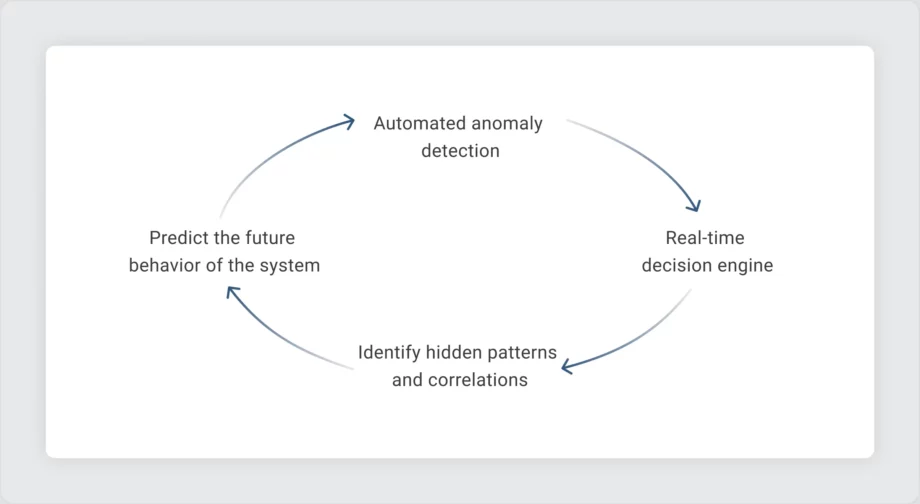 Automated anomaly
detection
Predict the future
behavior of the system
Real-time
decision engine
Identify hidden patterns
and correlations